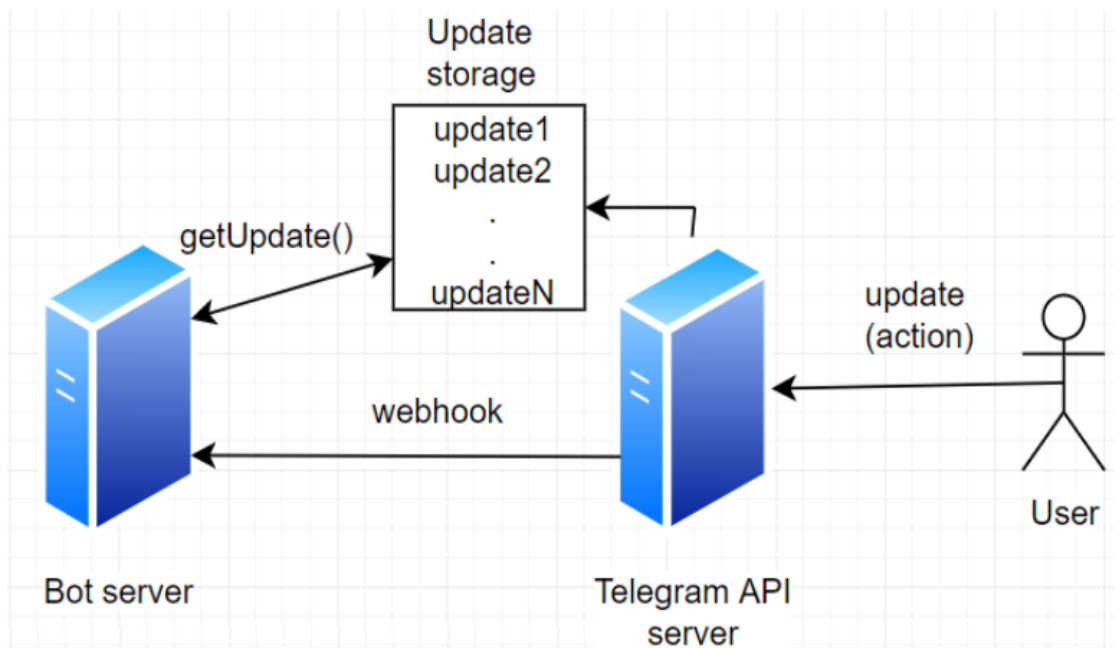 Update
storage
update1
update2
.
.
updateN
getUpdate()
update
(action)
webhook
User
Bot server
Telegram API
server